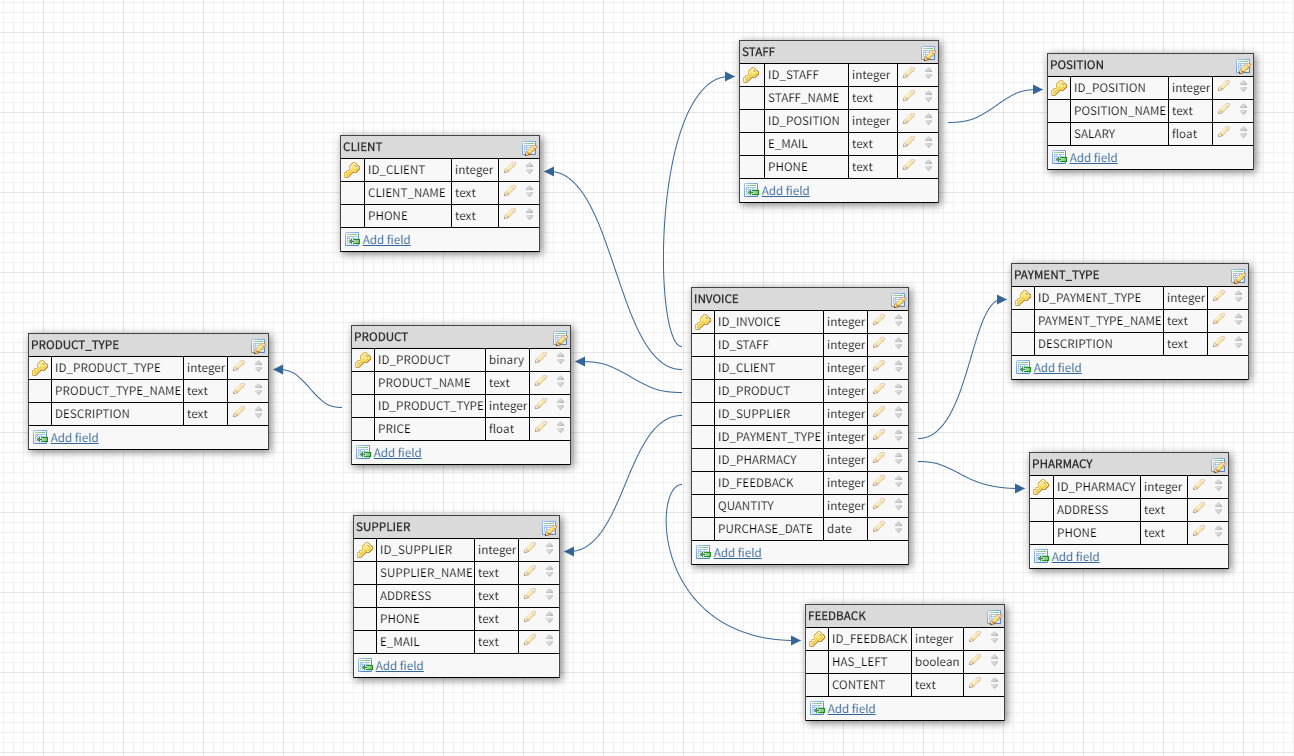 STAFF
ID_STAFF integer
STAFF_NAME text
ID_POSITION integer
E_MAIL text
PHONE text
Add field
POSITION
ID_POSITION integer
POSITION_NAME text
SALARY float
Add field
CLIENT
ID_CLIENT integer
CLIENT_NAME text
PHONE text
Add field
PAYMENT_TYPE
ID_PAYMENT_TYPE integer
PAYMENT_TYPE_NAME text
DESCRIPTION text
Add field
INVOICE
ID_INVOICE integer
ID_STAFF integer
ID_CLIENT integer
ID_PRODUCT integer
ID_SUPPLIER integer
ID_PAYMENT_TYPE integer
ID_PHARMACY integer
ID_FEEDBACK integer
QUANTITY integer
PURCHASE_DATE date
Add field
PRODUCT_TYPE
ID_PRODUCT_TYPE integer
PRODUCT_TYPE_NAME text
DESCRIPTION text
Add field
PRODUCT
ID_PRODUCT binary
PRODUCT_NAME text
ID_PRODUCT_TYPE integer
PRICE float
Add field
PHARMACY
ID_PHARMACY integer
ADDRESS text
PHONE text
Add field
SUPPLIER
ID_SUPPLIER integer
SUPPLIER_NAME text
ADDRESS text
PHONE text
E_MAIL text
Add field
FEEDBACK
ID_FEEDBACK integer
HAS_LEFT boolean
CONTENT text
Add field